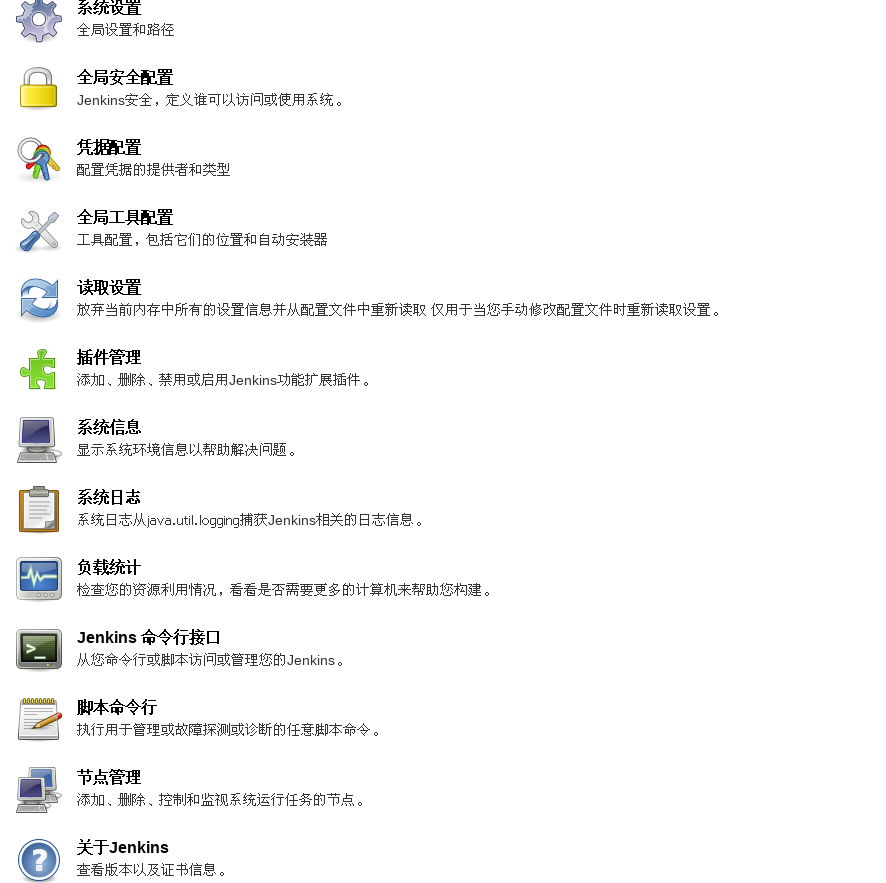 系统设置
全局设置和路径
全局安全配置
Jenkins安全，定义谁可以访问或使用系统。
凭据配置
配置凭据的提供者和类型
全局工具配置
工具配置，包括它们的位置和自动安装器
读取设置
放弃当前内存中所有的设置信息并从配置文件中重新读取 仅用于当您手动修改配置文件时重新读取设置。
插件管理
添加、删除、禁用或启用Jenkins功能扩展插件。
系统信息
显示系统环境信息以帮助解决问题。
系统日志
系统日志从java.util.logging捕获Jenkins相关的日志信息。
负载统计
检查您的资源利用情况，看看是否需要更多的计算机来帮助您构建。
Jenkins 命令行接口
从您命令行或脚本访问或管理您的Jenkins。
脚本命令行
执行用于管理或故障探测或诊断的任意脚本命令。
节点管理
添加、删除、控制和监视系统运行任务的节点。
关于Jenkins
查看版本以及证书信息。